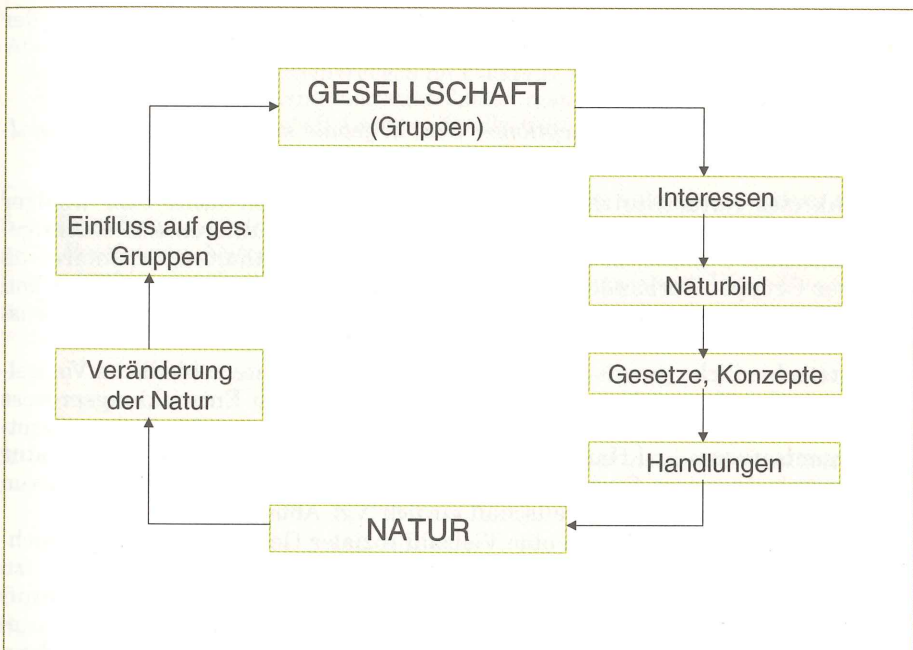 GESELLSCHAFT
(Gruppen)
Interessen
Naturbild
Gesetze, Konzepte
Handlungen
NATUR
Veränderung
der Natur
Einfluss auf ges.
Gruppen